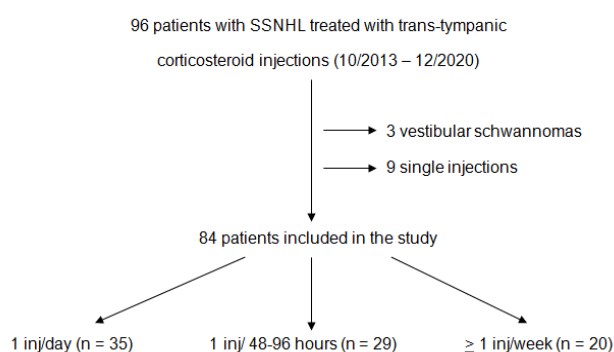 96 patients with SSNHL treated with trans-tympanic
corticosteroid injections (10/2013 – 12/2020)
3 vestibular schwannomas
9 single injections
84 patients included in the study
1 inj/day (n = 35) 1 inj/ 48-96 hours (n = 29) ≥ 1 inj/week (n = 20)